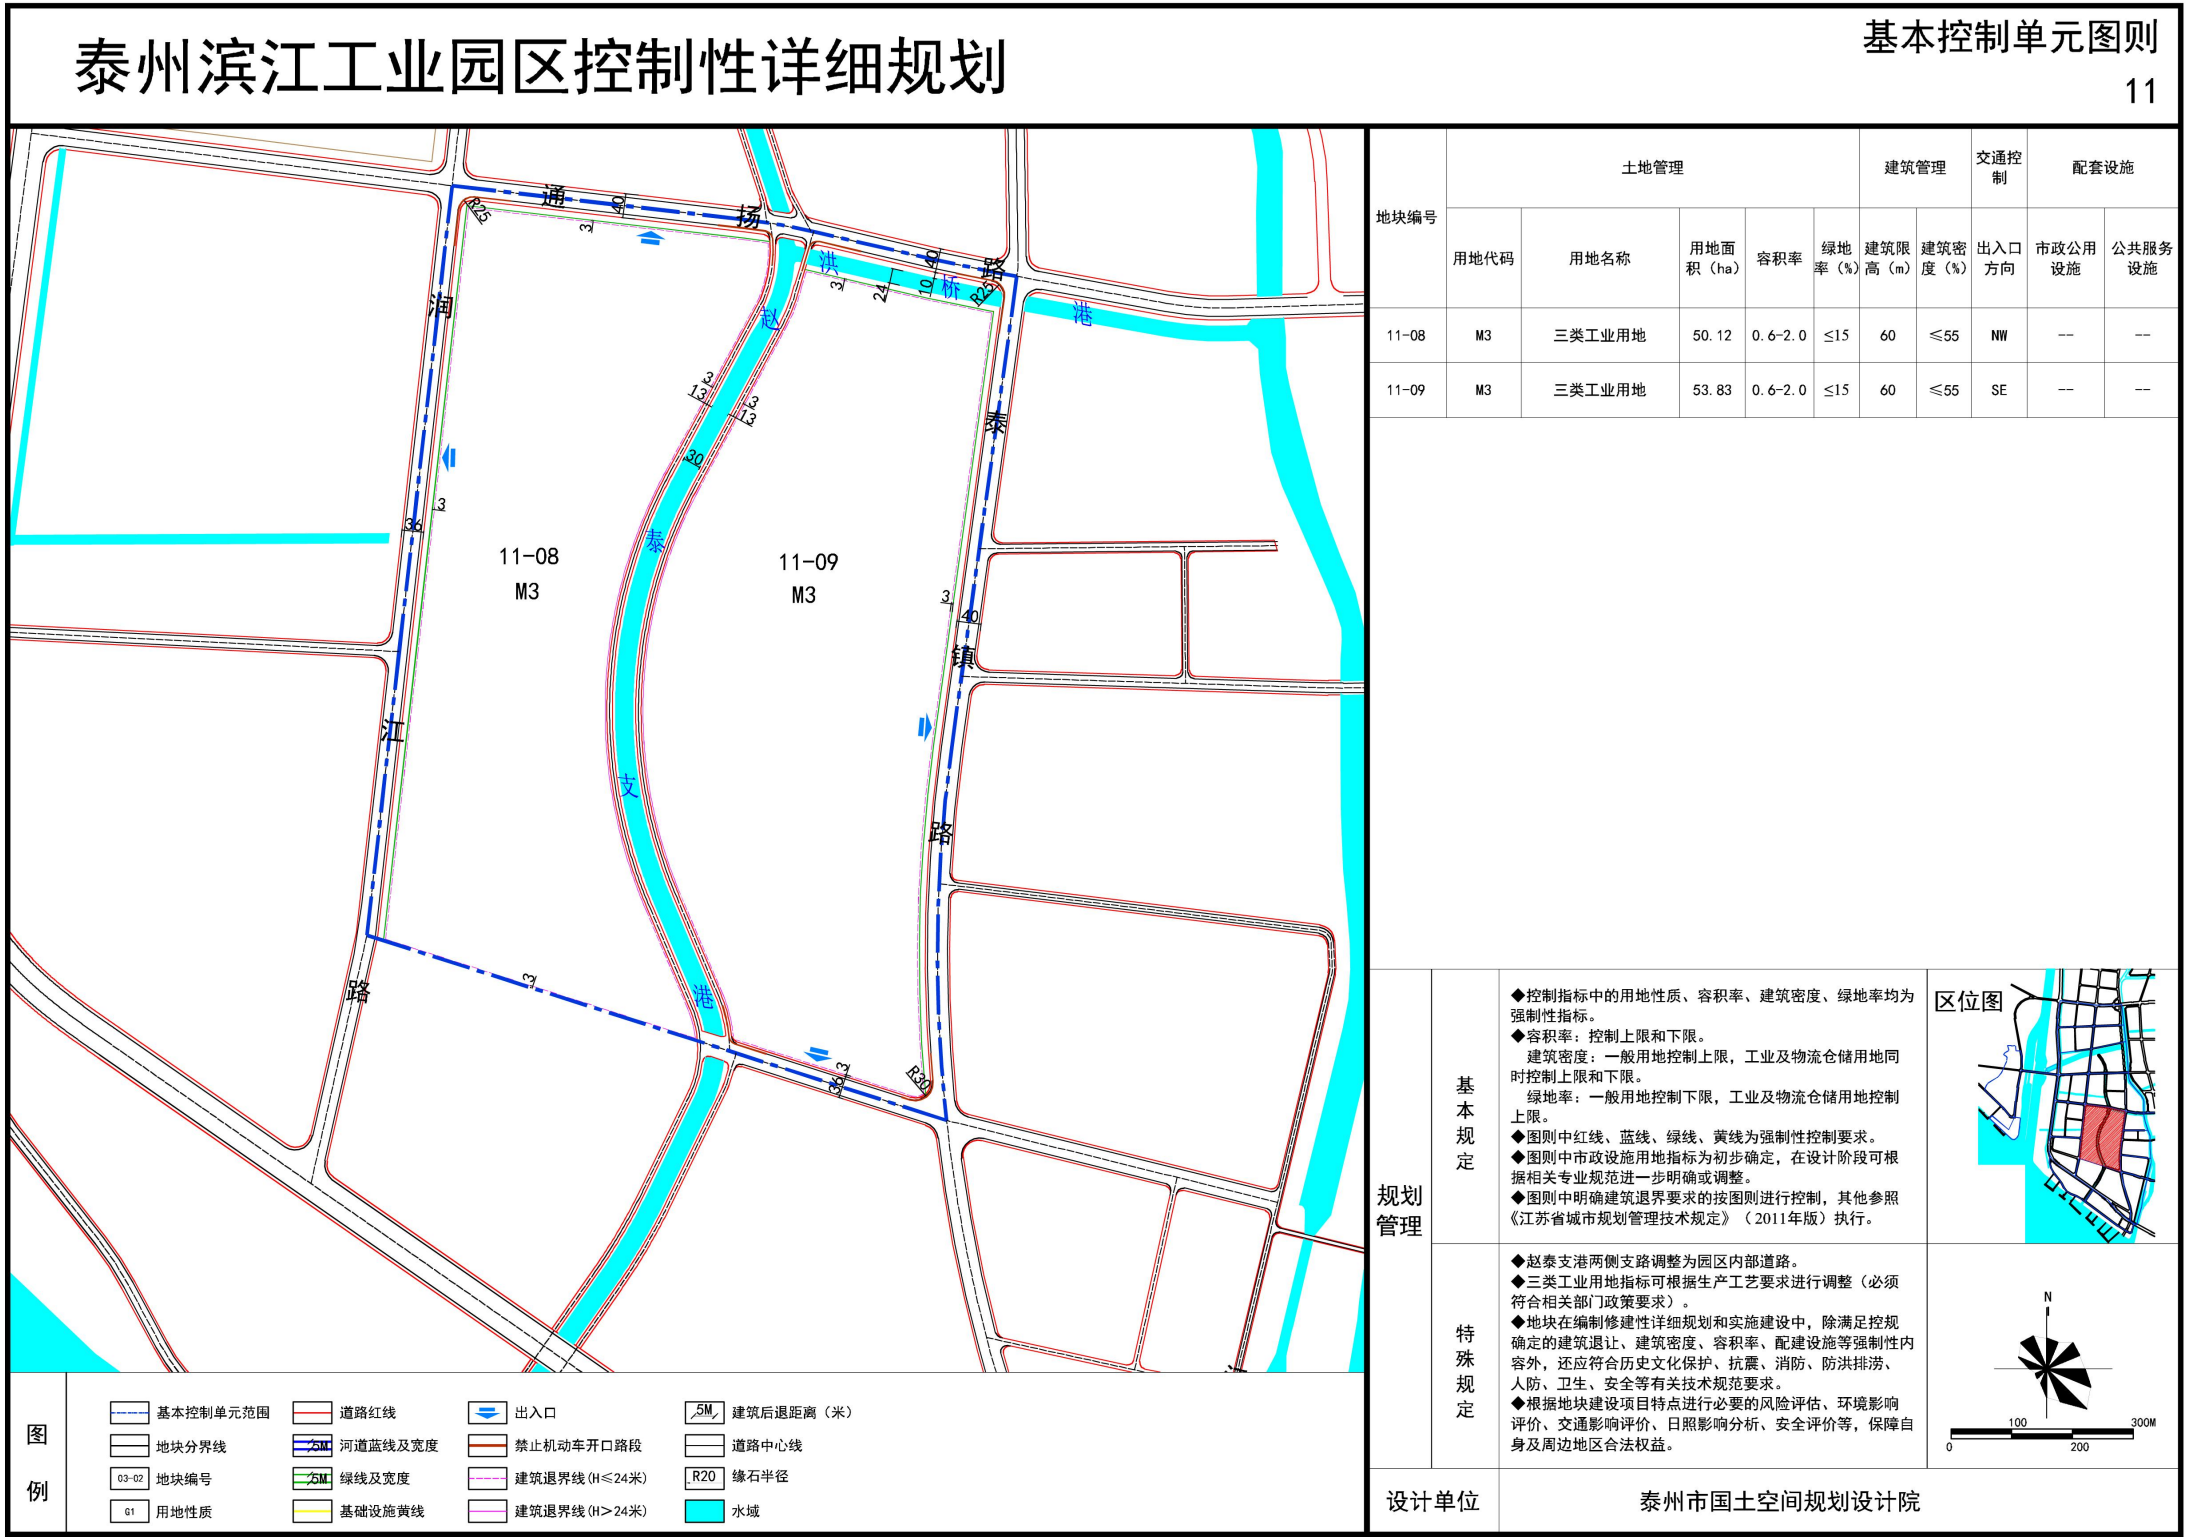 泰州滨江工业园区控制性详细规划
基本控制单元图则
11
通
扬
路
润
江
路
泰
镇
路
洪
桥
港
赵
泰
支
港
R25
40
3
40
3
24
10
R25
3
13
3
13
30
3
36
3
40
3
3
36
R30
11-08
M3
11-09
M3
地块编号
土地管理
建筑管理
交通控制
配套设施
用地代码
用地名称
用地面积（ha）
容积率
绿地率（%）
建筑限高（m）
建筑密度（%）
出入口方向
市政公用设施
公共服务设施
11-08 M3 三类工业用地 50.12 0.6-2.0 ≤15 60 ≤55 NW -- --
11-09 M3 三类工业用地 53.83 0.6-2.0 ≤15 60 ≤55 SE -- --
规划管理
基本规定
◆控制指标中的用地性质、容积率、建筑密度、绿地率均为
强制性指标。
◆容积率：控制上限和下限。
建筑密度：一般用地控制上限，工业及物流仓储用地同
时控制上限和下限。
绿地率：一般用地控制下限，工业及物流仓储用地控制
上限。
◆图则中红线、蓝线、绿线、黄线为强制性控制要求。
◆图则中市政设施用地指标为初步确定，在设计阶段可根
据相关专业规范进一步明确或调整。
◆图则中明确建筑退界要求的按图则进行控制，其他参照
《江苏省城市规划管理技术规定》（2011年版）执行。
区位图
特殊规定
◆赵泰支港两侧支路调整为园区内部道路。
◆三类工业用地指标可根据生产工艺要求进行调整（必须
符合相关部门政策要求）。
◆地块在编制修建性详细规划和实施建设中，除满足控规
确定的建筑退让、建筑密度、容积率、配建设施等强制性内
容外，还应符合历史文化保护、抗震、消防、防洪排涝、
人防、卫生、安全等有关技术规范要求。
◆根据地块建设项目特点进行必要的风险评估、环境影响
评价、交通影响评价、日照影响分析、安全评价等，保障自
身及周边地区合法权益。
N
100
300M
0
200
设计单位
泰州市国土空间规划设计院
图例
基本控制单元范围
道路红线
出入口
5M 建筑后退距离（米）
地块分界线
5M 河道蓝线及宽度
禁止机动车开口路段
道路中心线
03-02 地块编号
5M 绿线及宽度
建筑退界线(H≤24米)
R20 缘石半径
G1 用地性质
基础设施黄线
建筑退界线(H＞24米)
水域